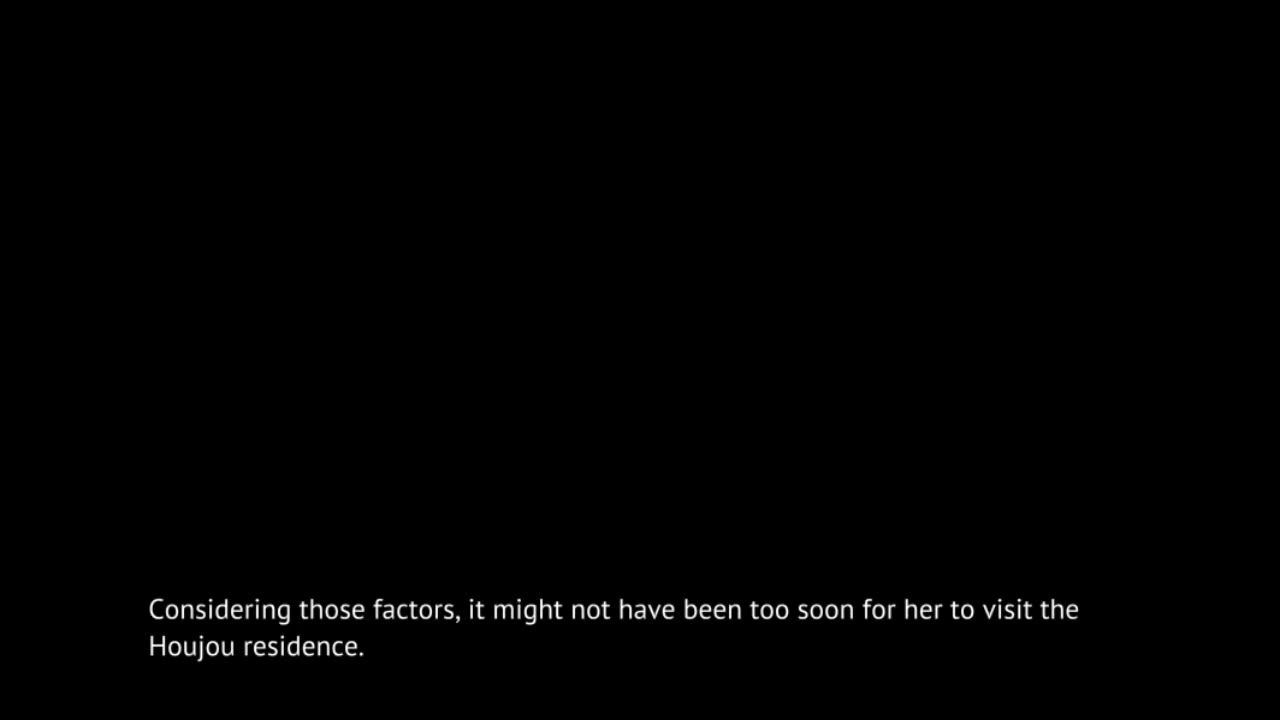 Considering those factors, it might not have been too soon for her to visit the
Houjou residence.